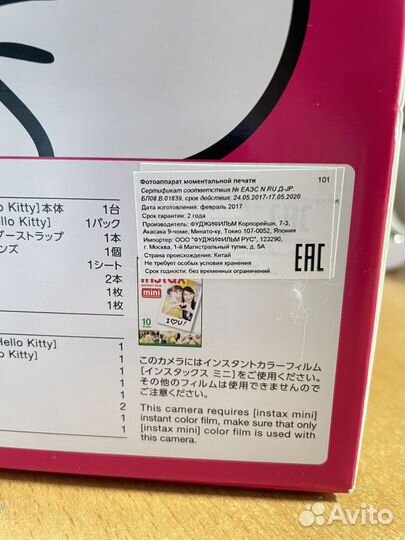 Фотоаппарат моментальной печати 101
Сертификат соответствия № ЕАЭС N RU Д-JP.
БЛ08.В.01839, срок действия: 24.05.2017-17.05.2020
Дата изготовления: февраль 2017
Срок гарантии: 2 года
Производитель: ФУДЖИФИЛЬМ Корпорейшн, 7-3,
Акасака 9-чоме, Минато-ку, Токио 107-0052, Япония
Импортер: ООО "ФУДЖИФИЛЬМ РУС", 123290,
г. Москва, 1-й Магистральный тупик, д. 5А
Страна происхождения: Китай
Не требует особых условия хранения
Срок годности: без временных ограничений
EAC
Kitty]本体 1台
Hello Kitty] 1パック
ストラップ 1本
ンズ 1個
1シート
2本
1枚
1枚
instax
mini
10
I♥U!
Hello Kitty] 1
o Kitty] 1
1
1
1
2
1
1
このカメラにはインスタントカラーフィルム
[インスタックス ミニ]をご使用ください。
その他のフィルムは使用できませんので
ご注意ください。
This camera requires [instax mini]
instant color film, make sure that only
[instax mini] color film is used with
this camera.
Avito